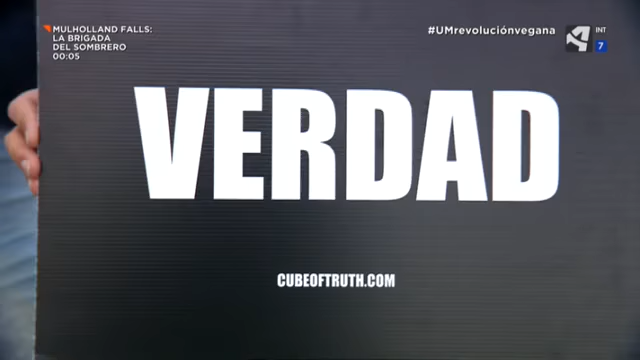 MULHOLLAND FALLS:
LA BRIGADA
DEL SOMBRERO
00:05
#UMrevoluciónvegana
INT
7
VERDAD
CUBEOFTRUTH.COM